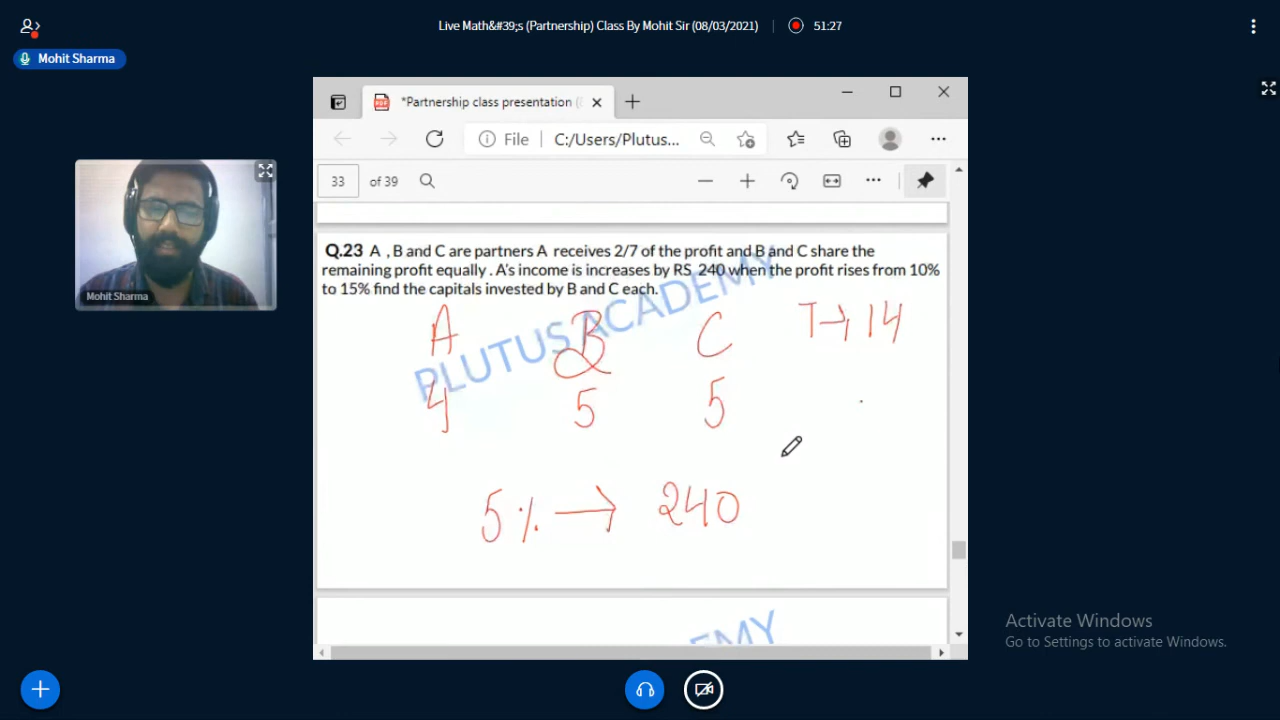 Live Math&#39;s (Partnership) Class By Mohit Sir (08/03/2021)
51:27
Mohit Sharma
*Partnership class presentation (
File
C:/Users/Plutus...
33 of 39
Mohit Sharma
Q.23 A , B and C are partners A receives 2/7 of the profit and B and C share the
remaining profit equally . A's income is increases by RS 240 when the profit rises from 10%
to 15% find the capitals invested by B and C each.
PLUTUS ACADEMY
A B C T→ 14
4 5 5
5% → 240
DEMY
Activate Windows
Go to Settings to activate Windows.